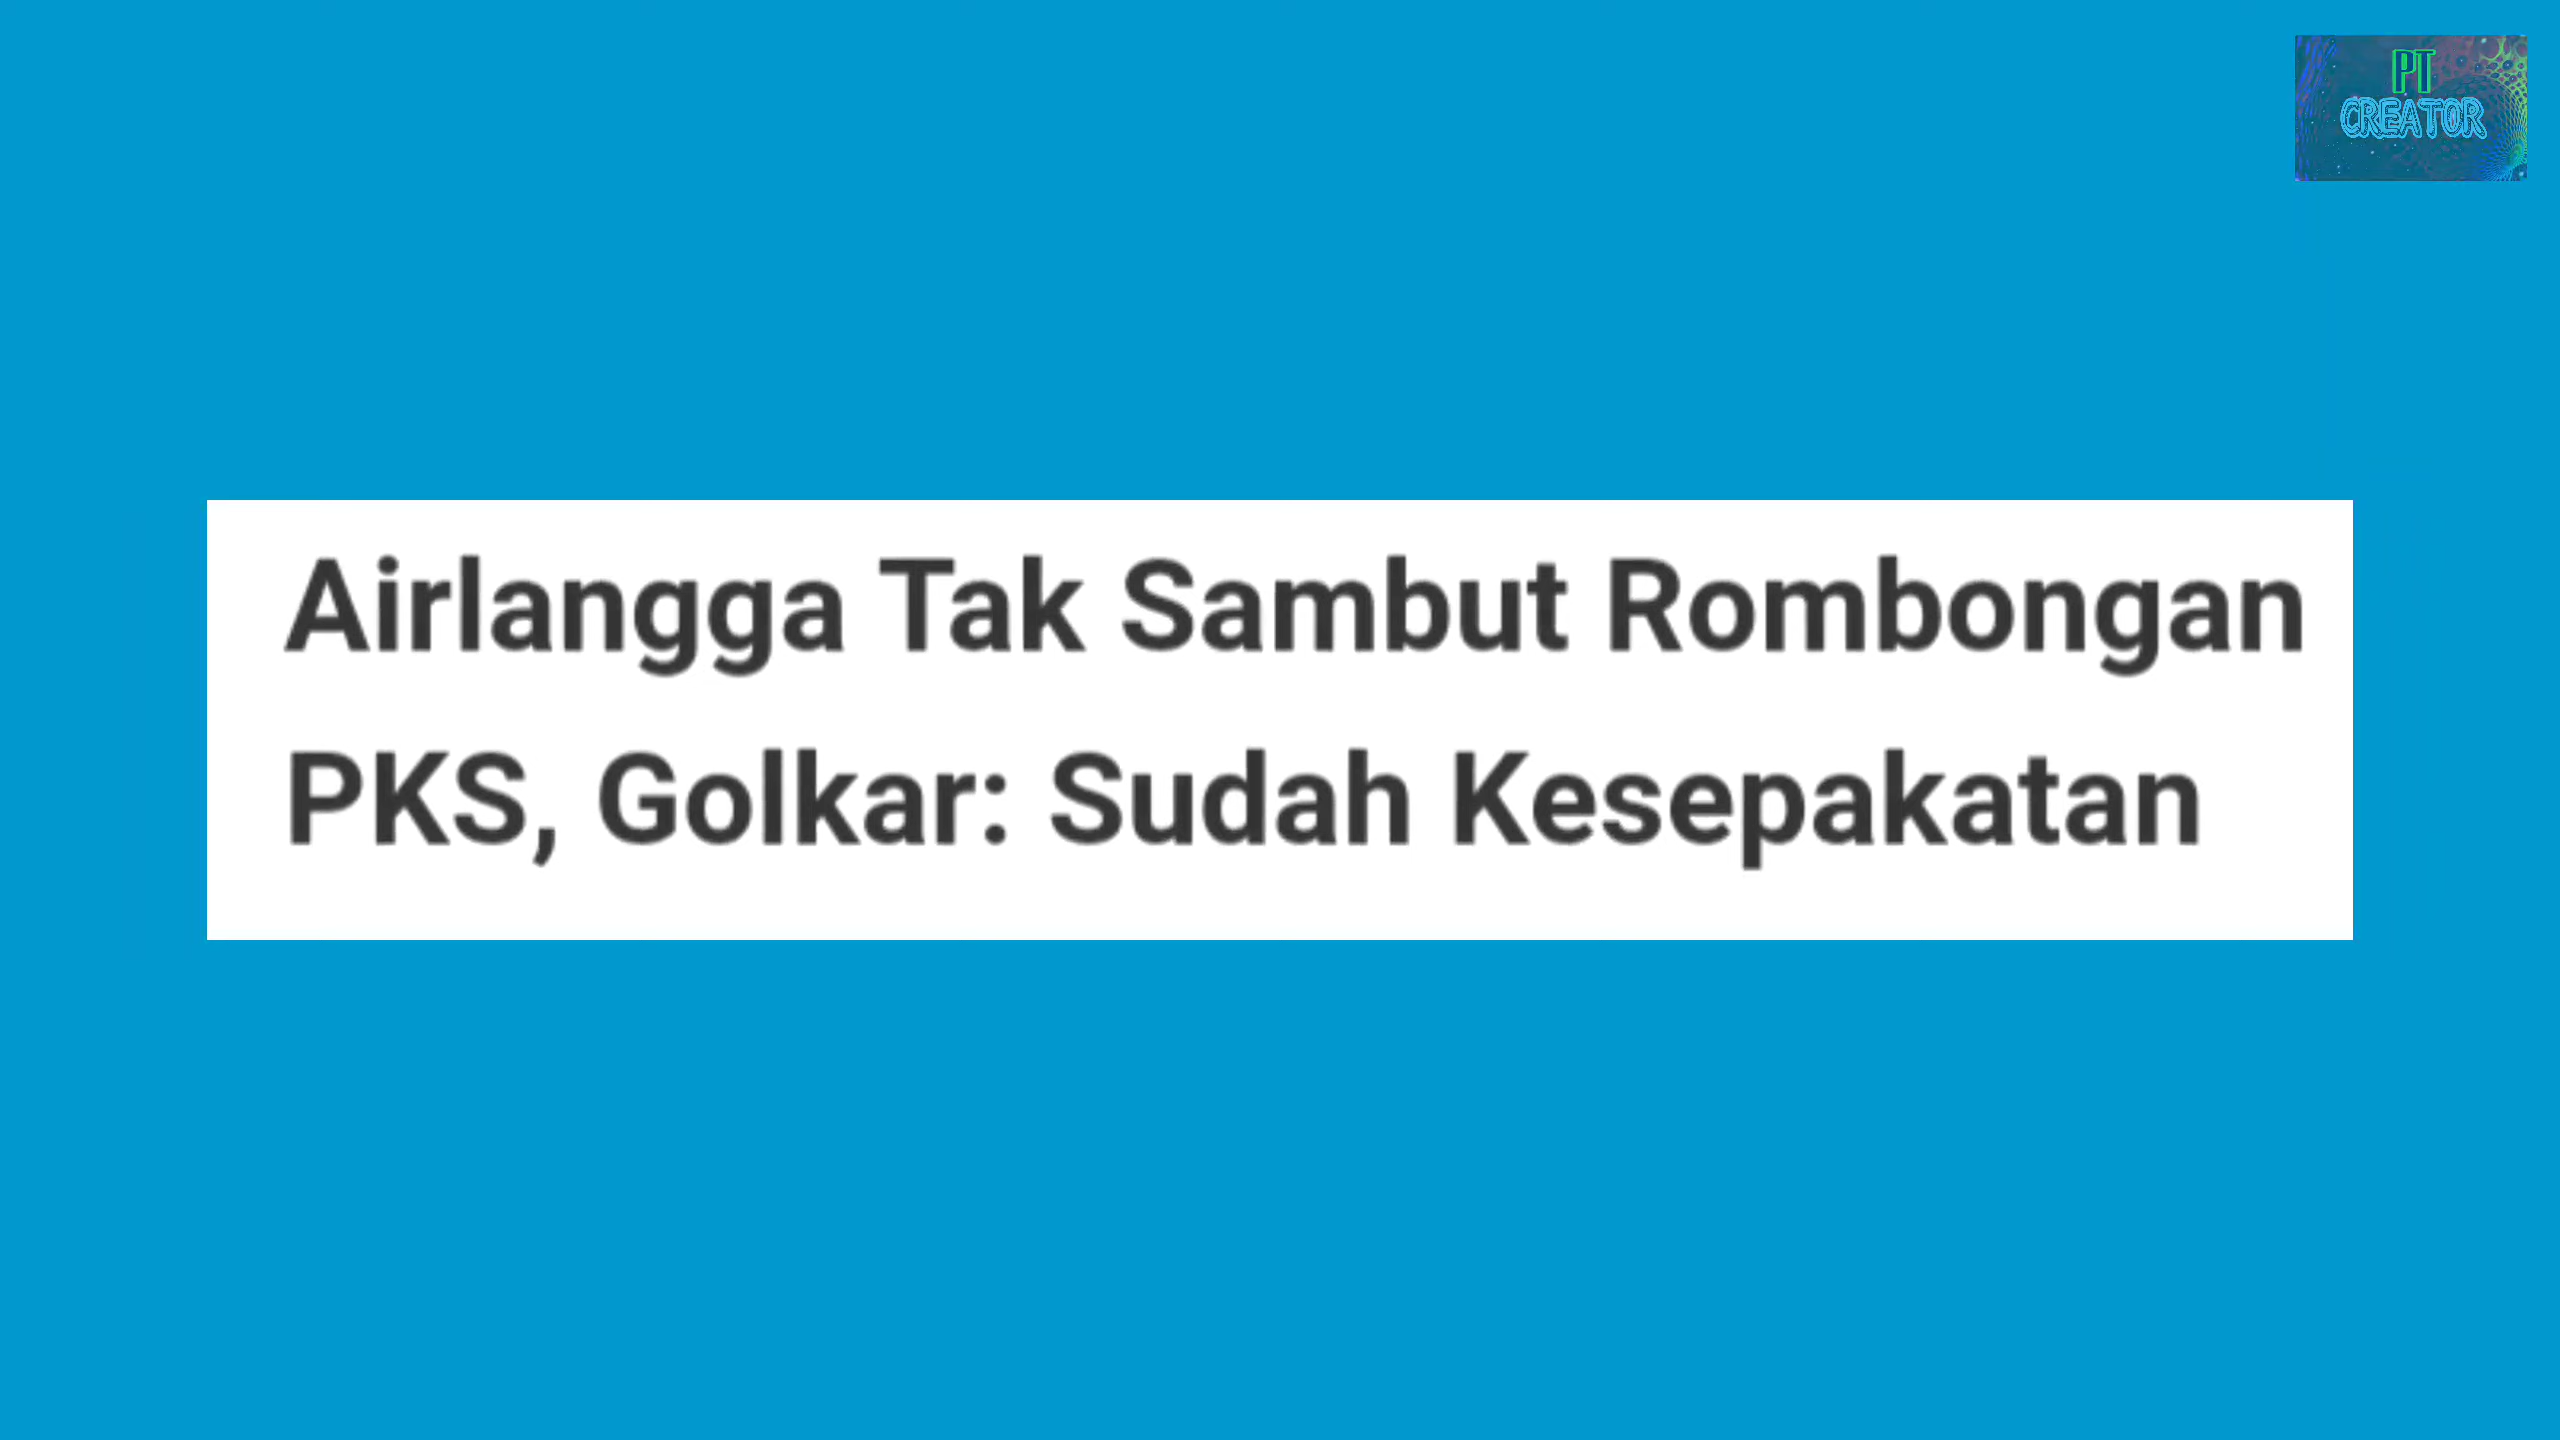 PT
CREATOR
Airlangga Tak Sambut Rombongan
PKS, Golkar: Sudah Kesepakatan